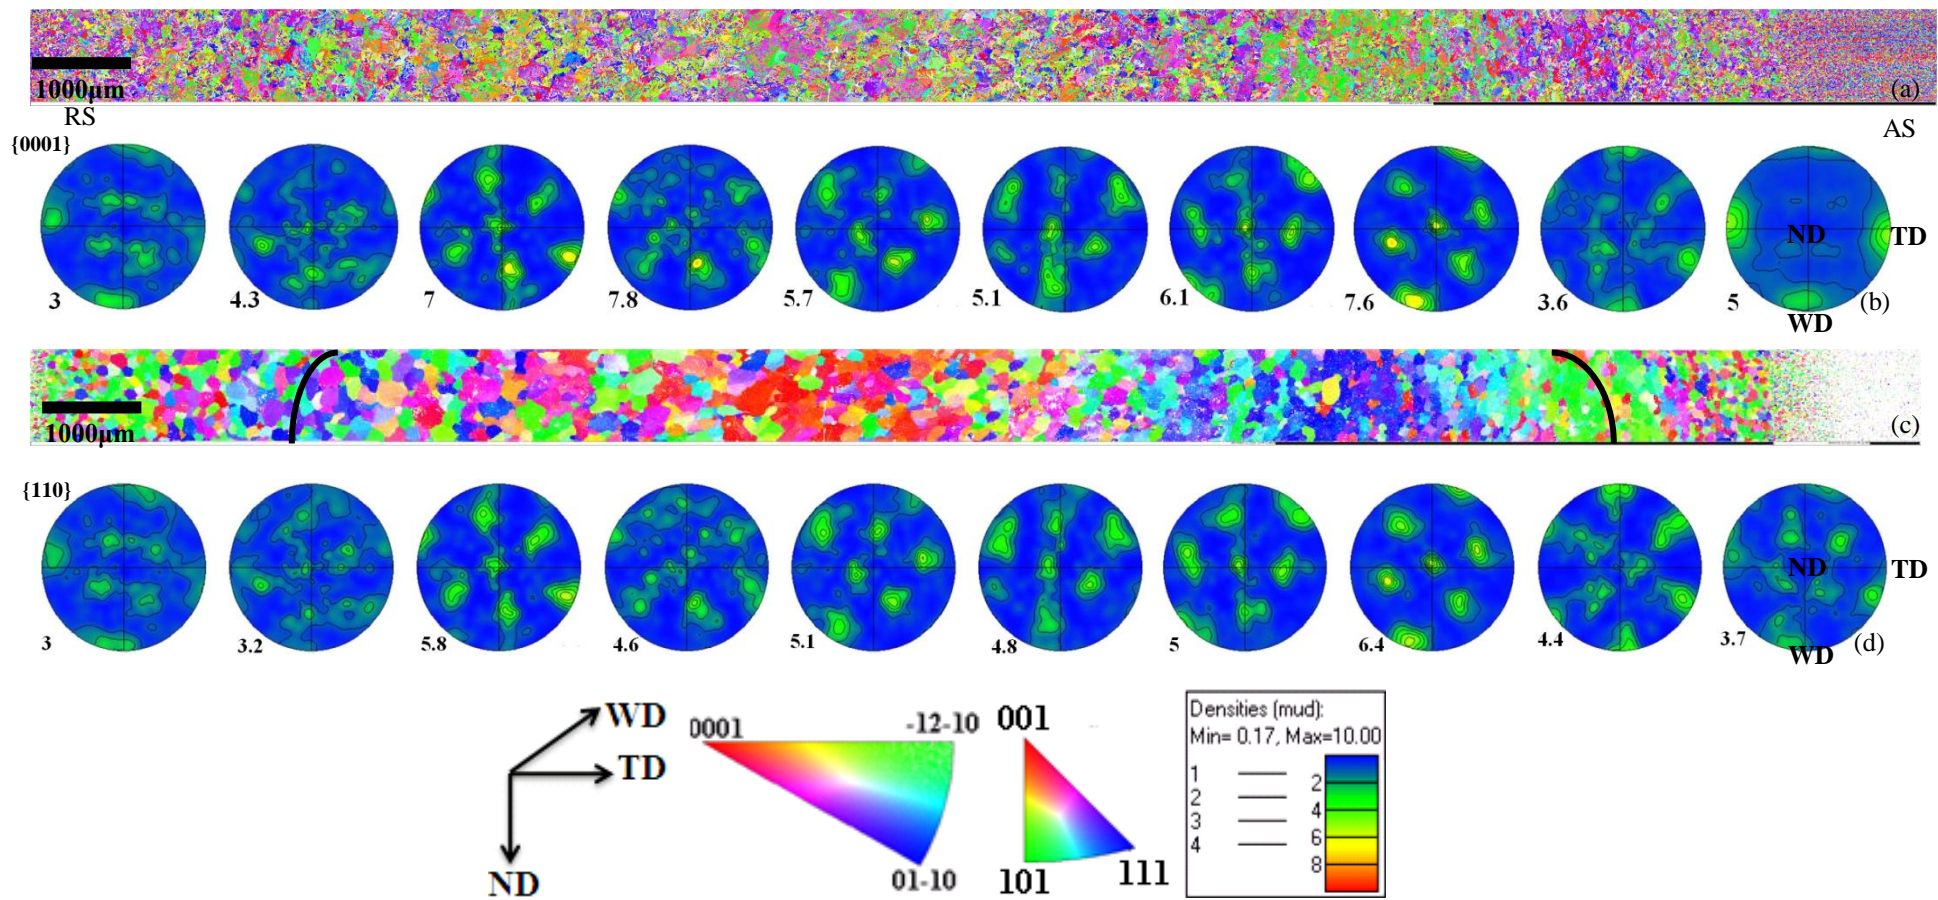 1000μm
(a)
RS
AS
{0001}
ND
TD
3
4.3
7
7.8
5.7
5.1
6.1
7.6
3.6
5
(b)
WD
1000μm
(c)
{110}
ND
TD
3
3.2
5.8
4.6
5.1
4.8
5
6.4
4.4
3.7
(d)
WD
WD
TD
ND
0001
-12-10
01-10
001
101
111
Densities (mud):
Min= 0.17, Max=10.00
1
2
3
4
2
4
6
8